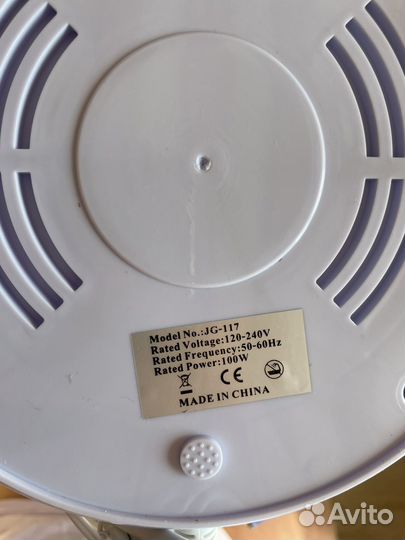 Model No.:JG-117
Rated Voltage:120-240V
Rated Frequency:50-60Hz
Rated Power:100W
CE
MADE IN CHINA
Avito